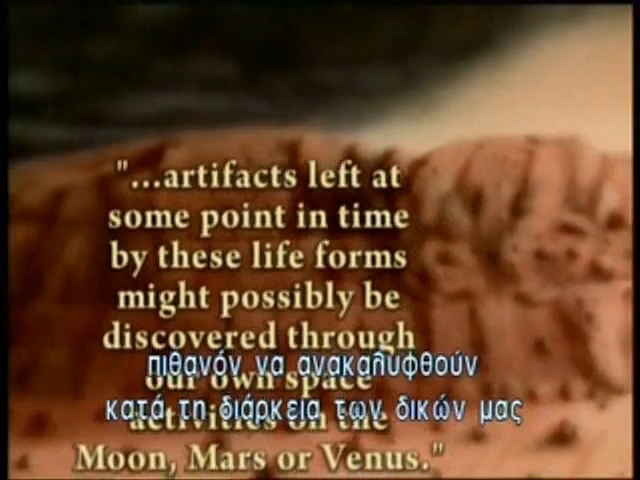 "...artifacts left at
some point in time
by these life forms
might possibly be
discovered through
our own space
activities on the
Moon, Mars or Venus."
πιθανόν να ανακαλυφθούν
κατά τη διάρκεια των δικών μας